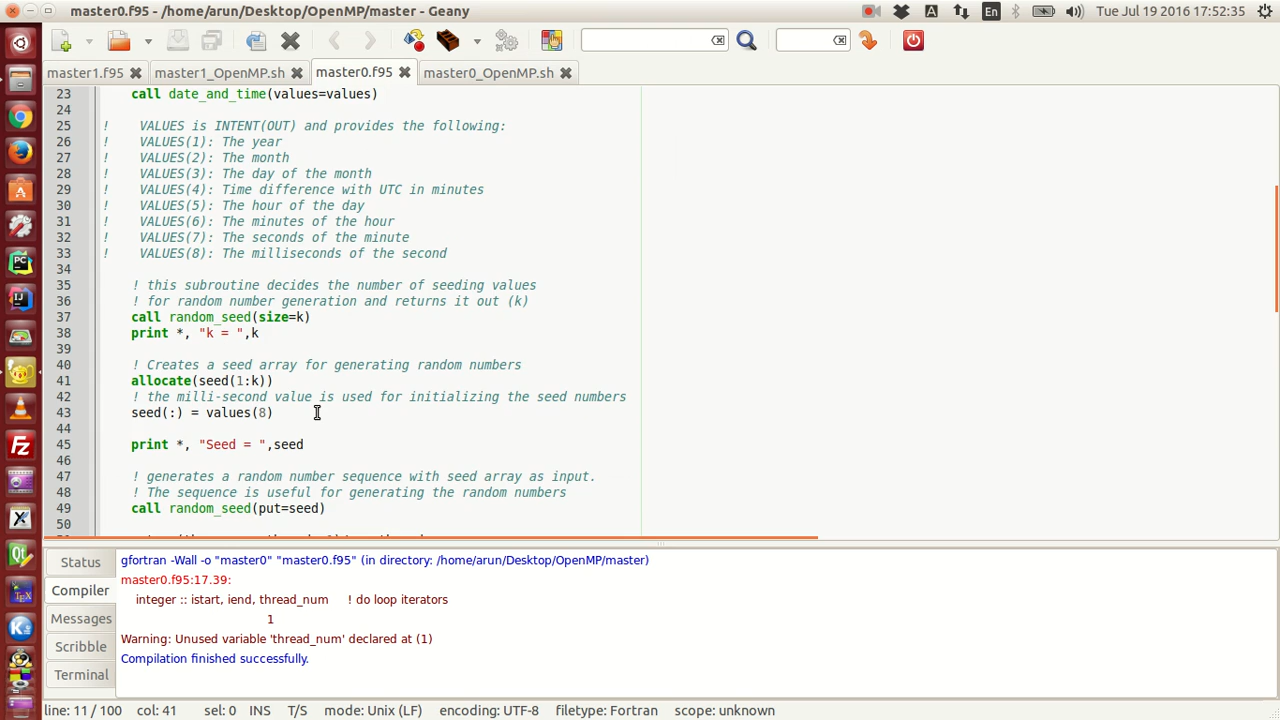 master0.f95 - /home/arun/Desktop/OpenMP/master - Geany
A
En
Tue Jul 19 2016 17:52:35
master1.f95
master1_OpenMP.sh
master0.f95
master0_OpenMP.sh
23 call date_and_time(values=values)
24
25 ! VALUES is INTENT(OUT) and provides the following:
26 ! VALUES(1): The year
27 ! VALUES(2): The month
28 ! VALUES(3): The day of the month
29 ! VALUES(4): Time difference with UTC in minutes
30 ! VALUES(5): The hour of the day
31 ! VALUES(6): The minutes of the hour
32 ! VALUES(7): The seconds of the minute
33 ! VALUES(8): The milliseconds of the second
34
35 ! this subroutine decides the number of seeding values
36 ! for random number generation and returns it out (k)
37 call random_seed(size=k)
38 print *, "k = ",k
39
40 ! Creates a seed array for generating random numbers
41 allocate(seed(1:k))
42 ! the milli-second value is used for initializing the seed numbers
43 seed(:) = values(8)
44
45 print *, "Seed = ",seed
46
47 ! generates a random number sequence with seed array as input.
48 ! The sequence is useful for generating the random numbers
49 call random_seed(put=seed)
50
Status
Compiler
Messages
Scribble
Terminal
gfortran -Wall -o "master0" "master0.f95" (in directory: /home/arun/Desktop/OpenMP/master)
master0.f95:17.39:
integer :: istart, iend, thread_num ! do loop iterators
1
Warning: Unused variable 'thread_num' declared at (1)
Compilation finished successfully.
line: 11 / 100 col: 41 sel: 0 INS T/S mode: Unix (LF) encoding: UTF-8 filetype: Fortran scope: unknown